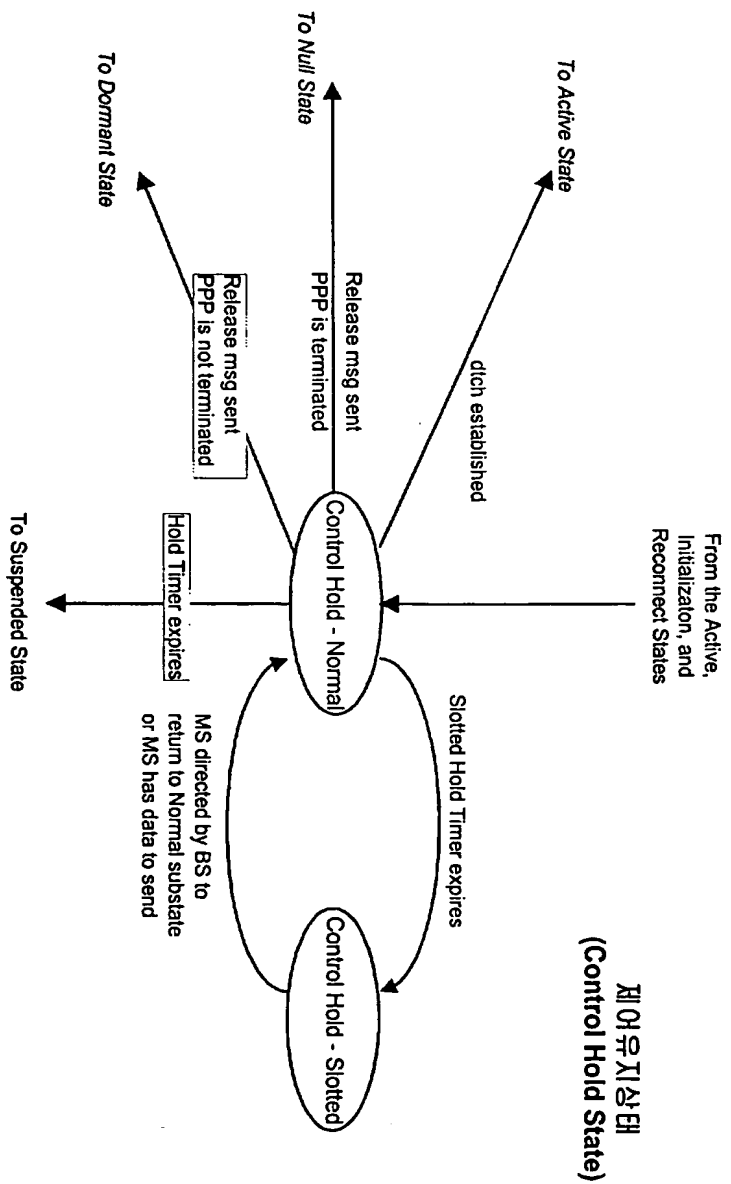 From the Active,
Initializaton, and
Reconnect States
제어유지상태
(Control Hold State)
To Active State
dtch established
Slotted Hold Timer expires
To Null State
Release msg sent
PPP is terminated
Control Hold - Normal
Control Hold - Slotted
Release msg sent
PPP is not terminated
To Dormant State
Hold Timer expires
MS directed by BS to
return to Normal substate
or MS has data to send
To Suspended State